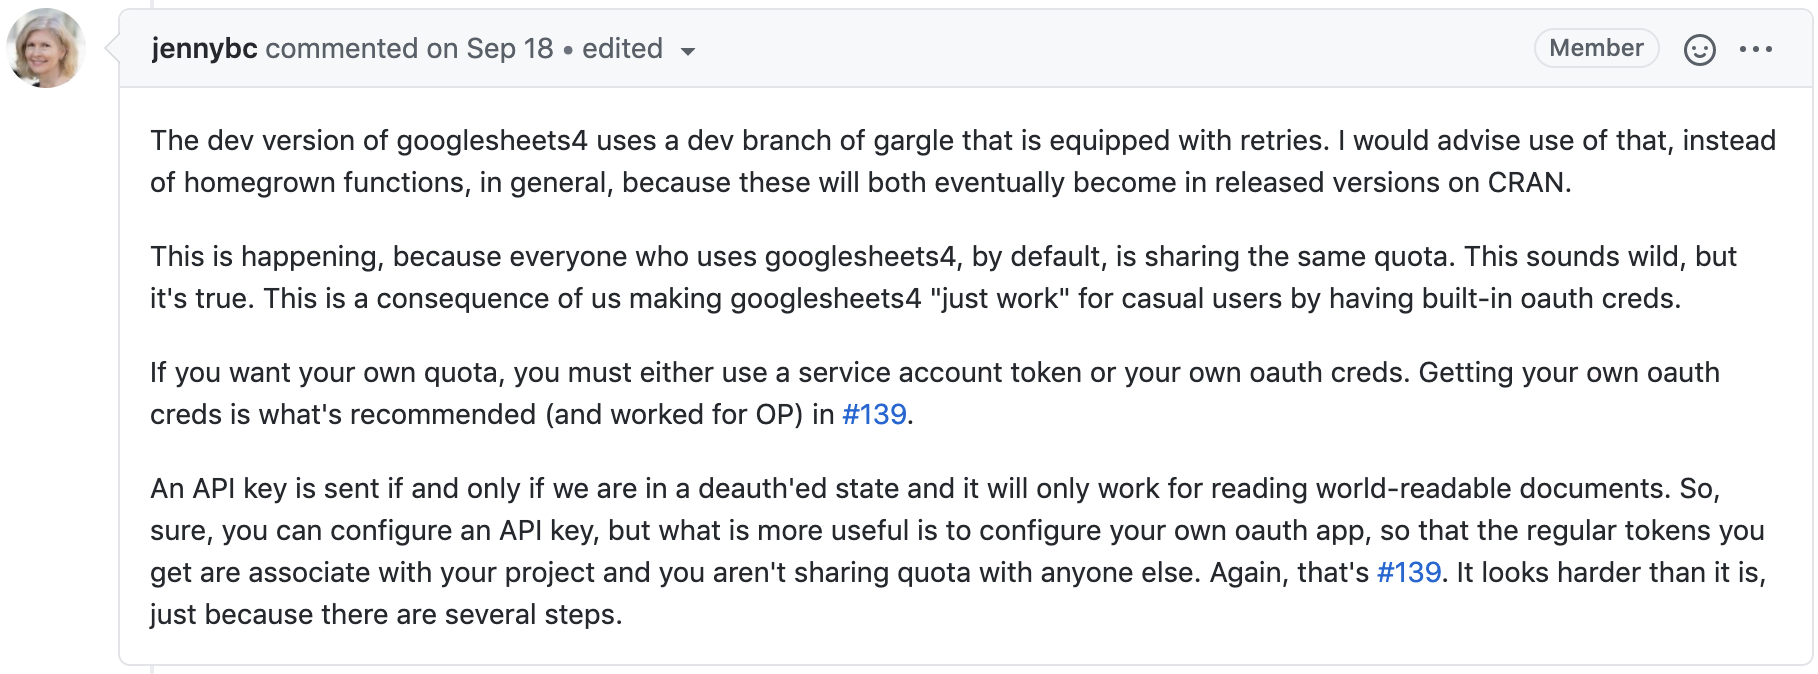 jennybc commented on Sep 18 • edited
Member
The dev version of googlesheets4 uses a dev branch of gargle that is equipped with retries. I would advise use of that, instead
of homegrown functions, in general, because these will both eventually become in released versions on CRAN.
This is happening, because everyone who uses googlesheets4, by default, is sharing the same quota. This sounds wild, but
it's true. This is a consequence of us making googlesheets4 "just work" for casual users by having built-in oauth creds.
If you want your own quota, you must either use a service account token or your own oauth creds. Getting your own oauth
creds is what's recommended (and worked for OP) in #139.
An API key is sent if and only if we are in a deauth'ed state and it will only work for reading world-readable documents. So,
sure, you can configure an API key, but what is more useful is to configure your own oauth app, so that the regular tokens you
get are associate with your project and you aren't sharing quota with anyone else. Again, that's #139. It looks harder than it is,
just because there are several steps.